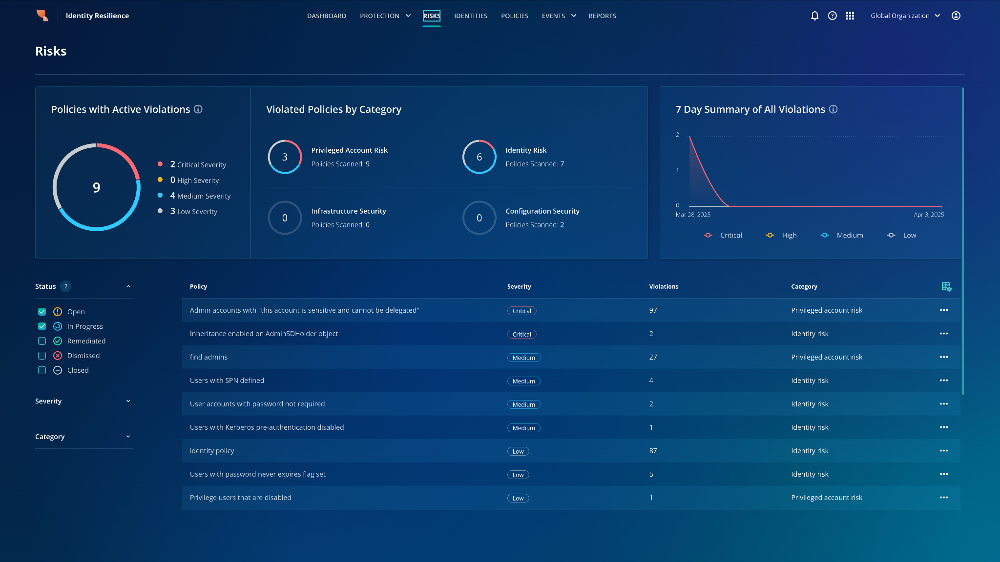 Identity Resilience
DASHBOARD PROTECTION RISKS IDENTITIES POLICIES EVENTS REPORTS
Global Organization
Risks
Policies with Active Violations
9
2 Critical Severity
0 High Severity
4 Medium Severity
3 Low Severity
Violated Policies by Category
3
Privileged Account Risk
Policies Scanned: 9
6
Identity Risk
Policies Scanned: 7
0
Infrastructure Security
Policies Scanned: 0
0
Configuration Security
Policies Scanned: 2
7 Day Summary of All Violations
2
1
0
Mar 28, 2025 Apr 3, 2025
Critical High Medium Low
Status 2
Open
In Progress
Remediated
Dismissed
Closed
Severity
Category
Policy Severity Violations Category
Admin accounts with "this account is sensitive and cannot be delegated" Critical 97 Privileged account risk
Inheritance enabled on AdminSDHolder object Critical 2 Identity risk
find admins Medium 27 Privileged account risk
Users with SPN defined Medium 4 Identity risk
User accounts with password not required Medium 2 Identity risk
Users with Kerberos pre-authentication disabled Medium 1 Identity risk
identity policy Low 87 Identity risk
Users with password never expires flag set Low 5 Identity risk
Privilege users that are disabled Low 1 Privileged account risk